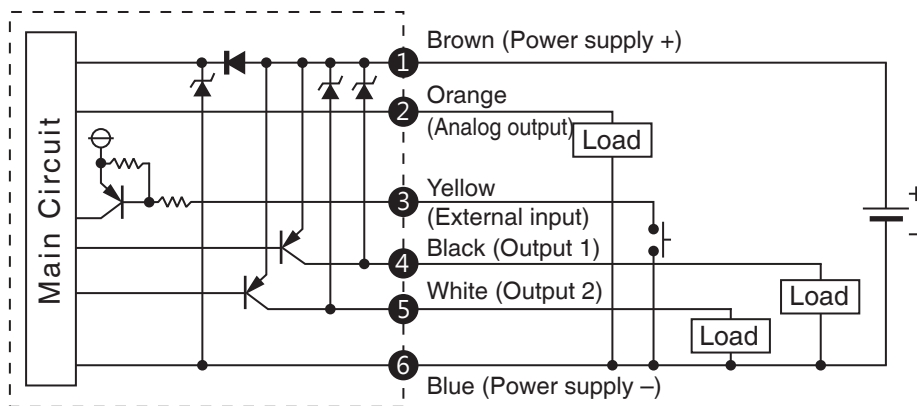 Main Circuit
1
Brown (Power supply +)
2
Orange
(Analog output)
Load
3
Yellow
(External input)
+
−
4
Black (Output 1)
5
White (Output 2)
Load
Load
6
Blue (Power supply –)